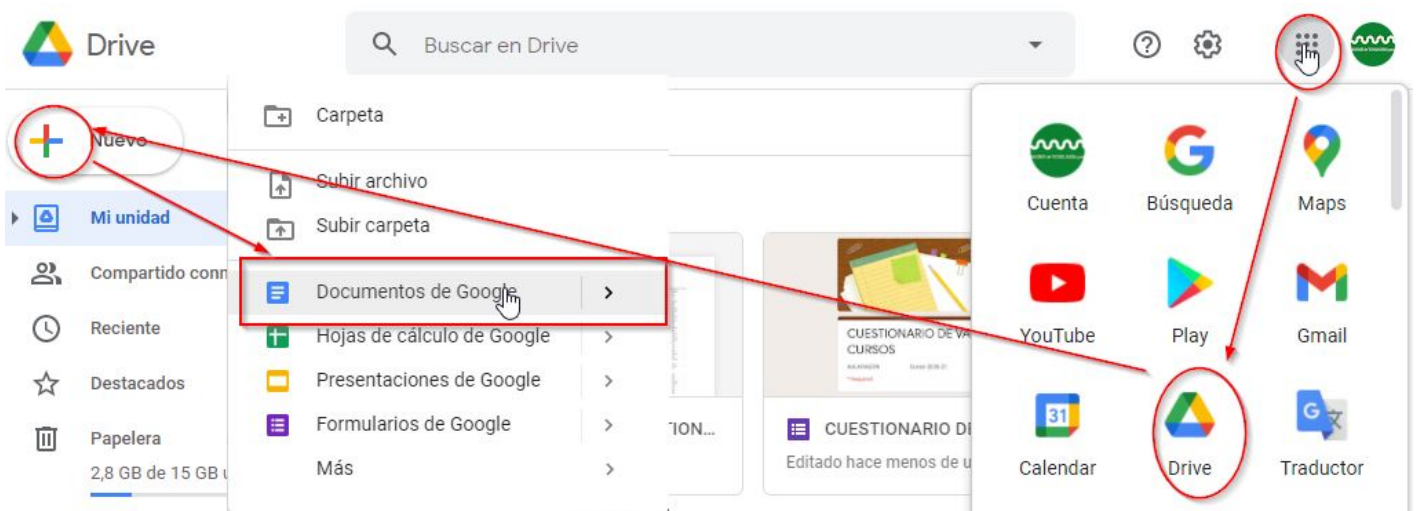 Drive
Buscar en Drive
Nuevo
Mi unidad
Compartido conn
Reciente
Destacados
Papelera
2,8 GB de 15 GB u
Carpeta
Subir archivo
Subir carpeta
Documentos de Google
Hojas de cálculo de Google
Presentaciones de Google
Formularios de Google
Más
ION...
CUESTIONARIO DE VA
CURSOS
CUESTIONARIO DE
Editado hace menos de u
Cuenta
Búsqueda
Maps
YouTube
Play
Gmail
31
Calendar
Drive
G
Traductor